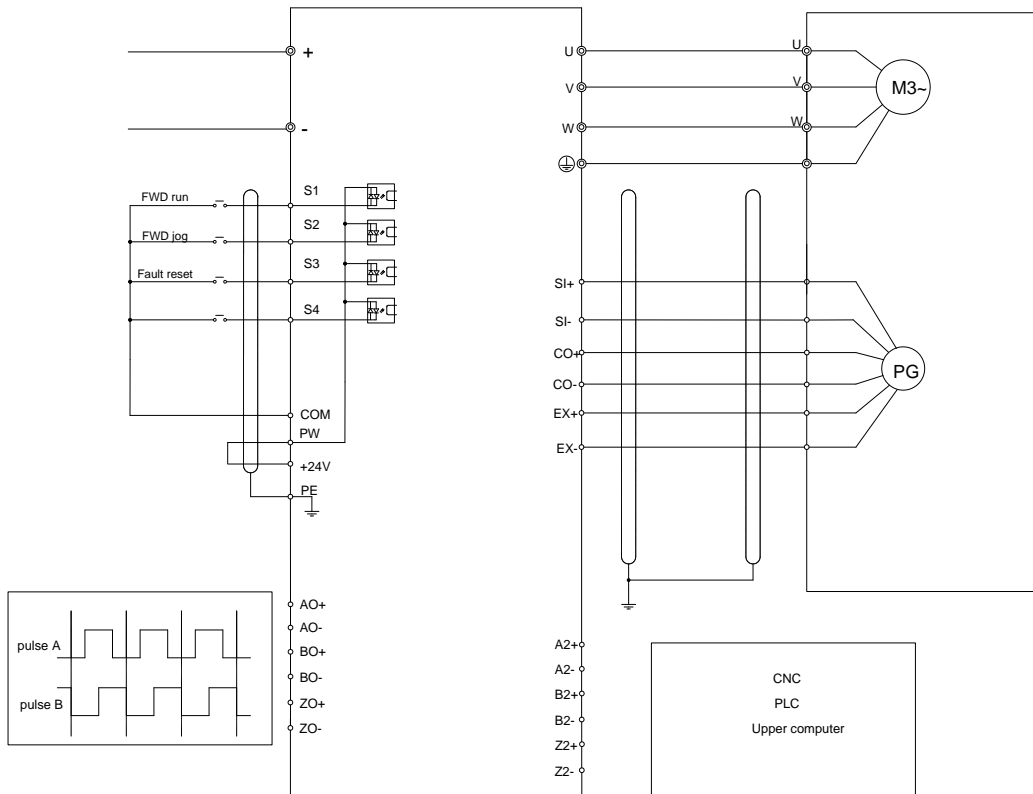 +
-
U
V
W
U
V
W
M3~
FWD run
S1
FWD jog
S2
Fault reset
S3
S4
COM
PW
+24V
PE
SI+
SI-
CO+
CO-
EX+
EX-
PG
pulse A
pulse B
AO+
AO-
BO+
BO-
ZO+
ZO-
A2+
A2-
B2+
B2-
Z2+
Z2-
CNC
PLC
Upper computer